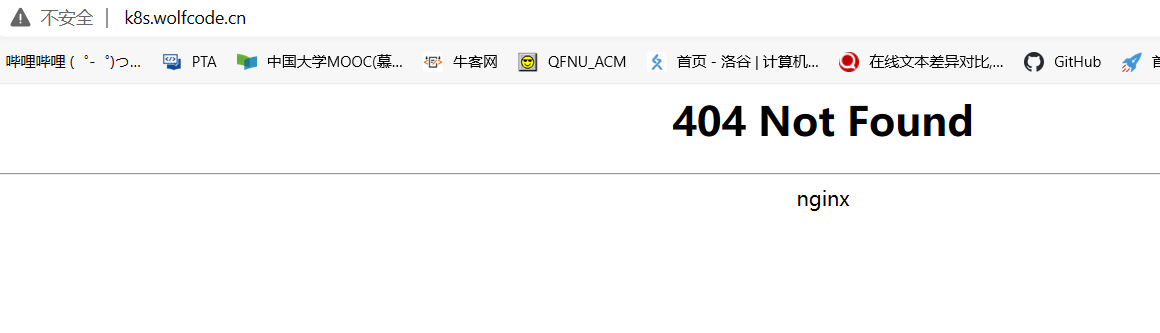 不安全 | k8s.wolfcode.cn
哔哩哔哩 (゜-゜)つ... PTA 中国大学MOOC(慕... 牛客网 QFNU_ACM 首页 - 洛谷 | 计算机... 在线文本差异对比,... GitHub
404 Not Found
nginx